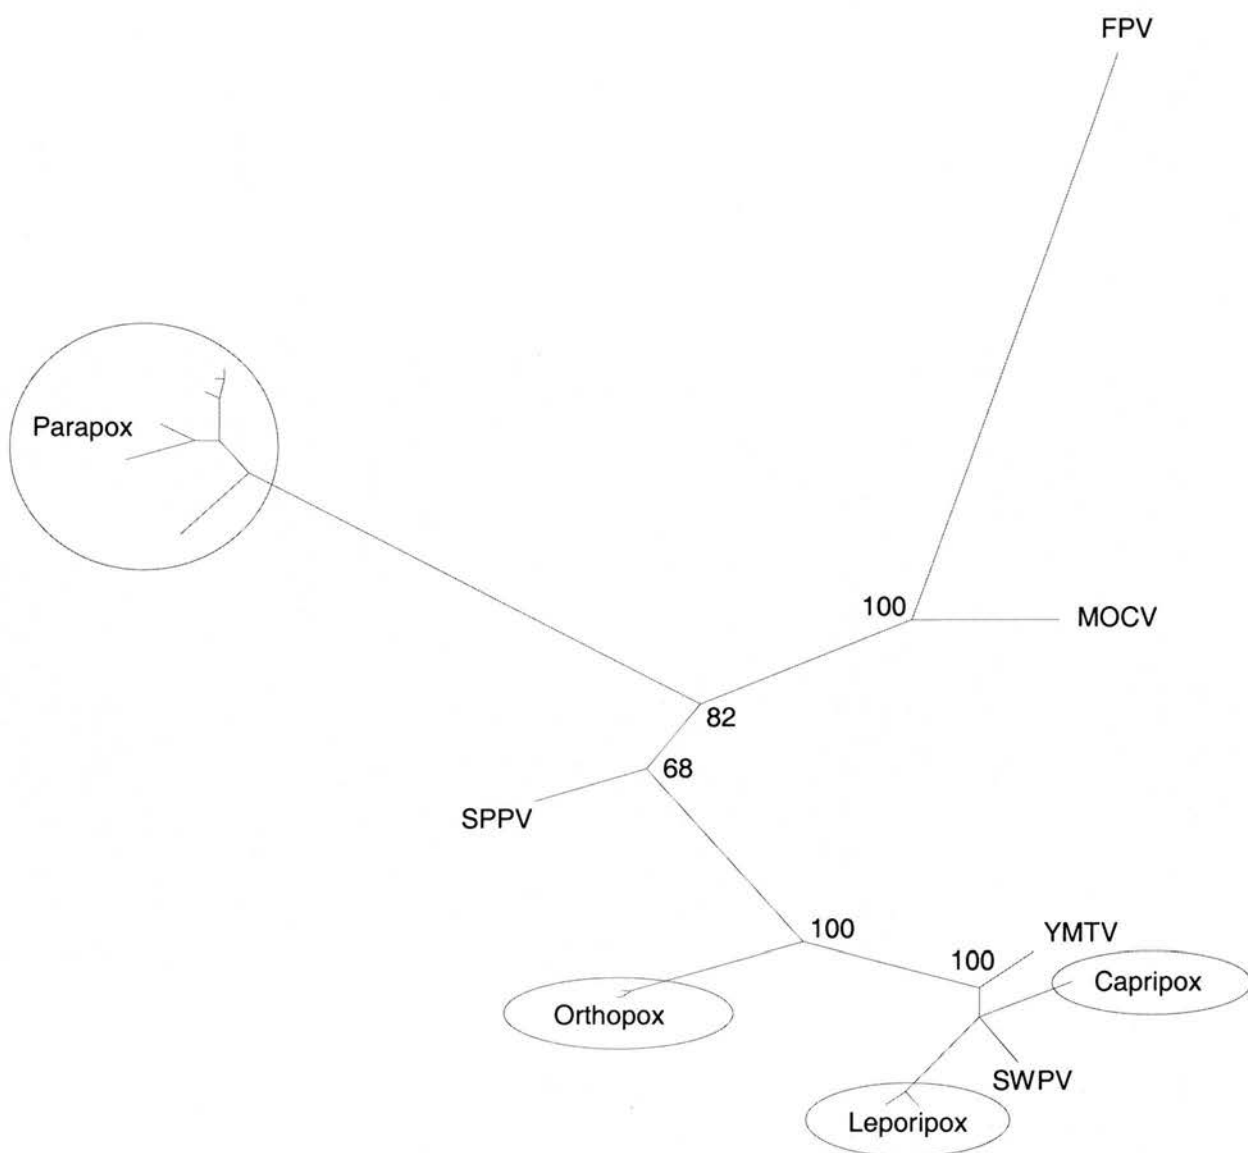 FPV
Parapox
100
MOCV
82
68
SPPV
100
YMTV
100
Capripox
Orthopox
SWPV
Leporipox